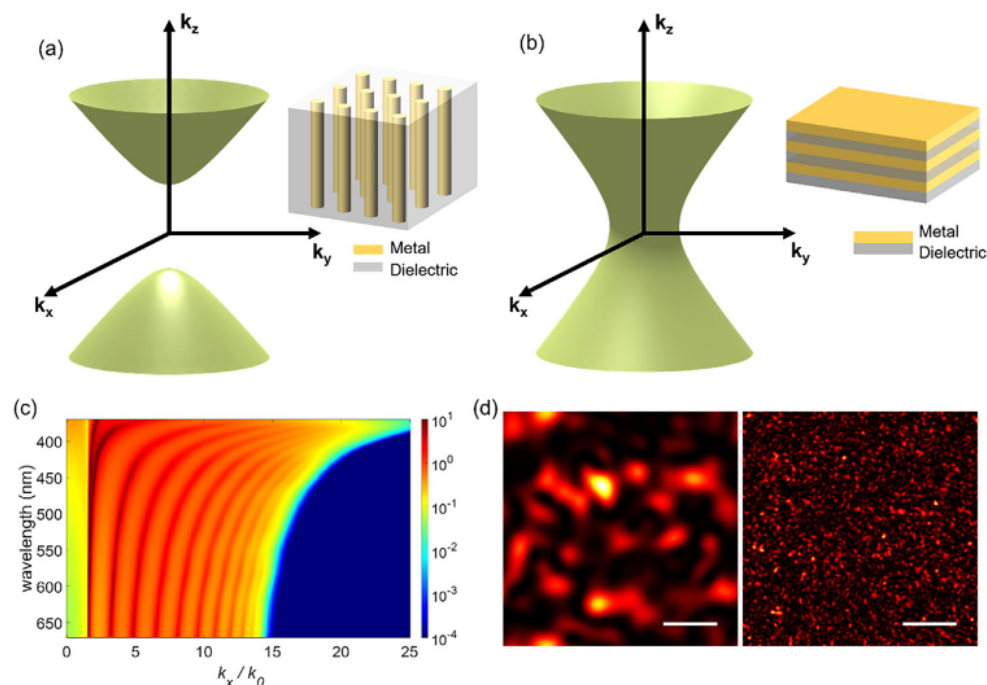 (a)
k_z
k_y
k_x
Metal
Dielectric
(b)
k_z
k_y
k_x
Metal
Dielectric
(c)
wavelength (nm)
400
450
500
550
600
650
0 5 10 15 20 25
k_x / k_0
10^1
10^0
10^-1
10^-2
10^-3
10^-4
(d)